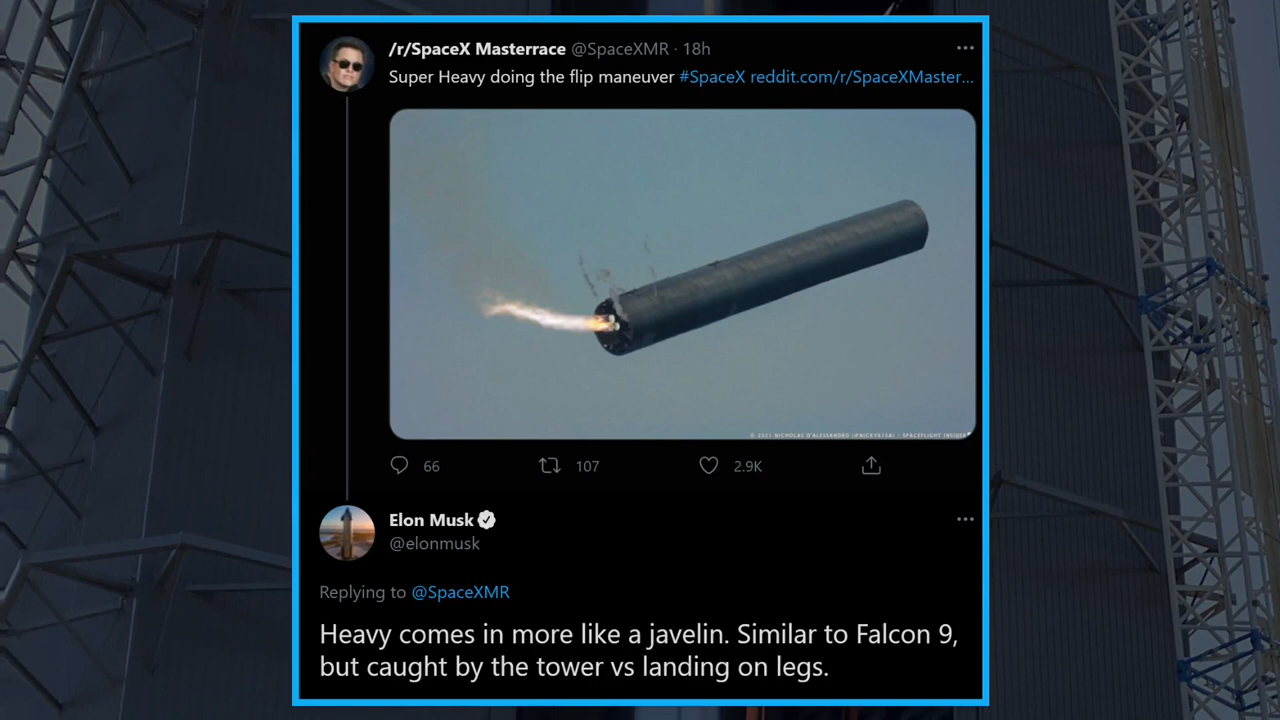 /r/SpaceX Masterrace @SpaceXMR · 18h
Super Heavy doing the flip maneuver #SpaceX reddit.com/r/SpaceXMaster...
66 107 2.9K
Elon Musk
@elonmusk
Replying to @SpaceXMR
Heavy comes in more like a javelin. Similar to Falcon 9,
but caught by the tower vs landing on legs.